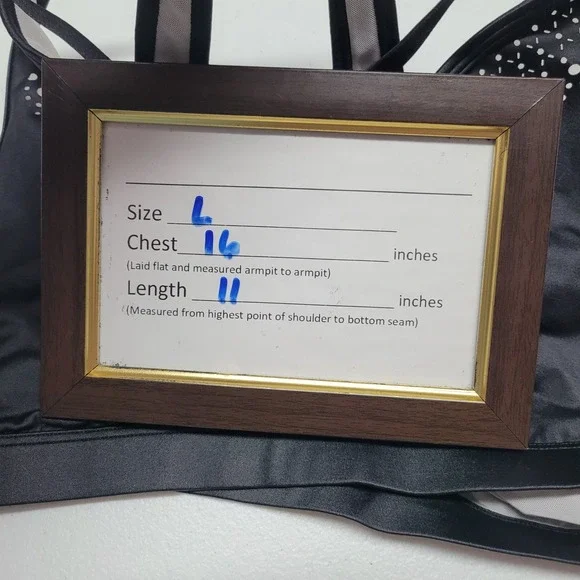 Size L
Chest 16 inches
(Laid flat and measured armpit to armpit)
Length 11 inches
(Measured from highest point of shoulder to bottom seam)